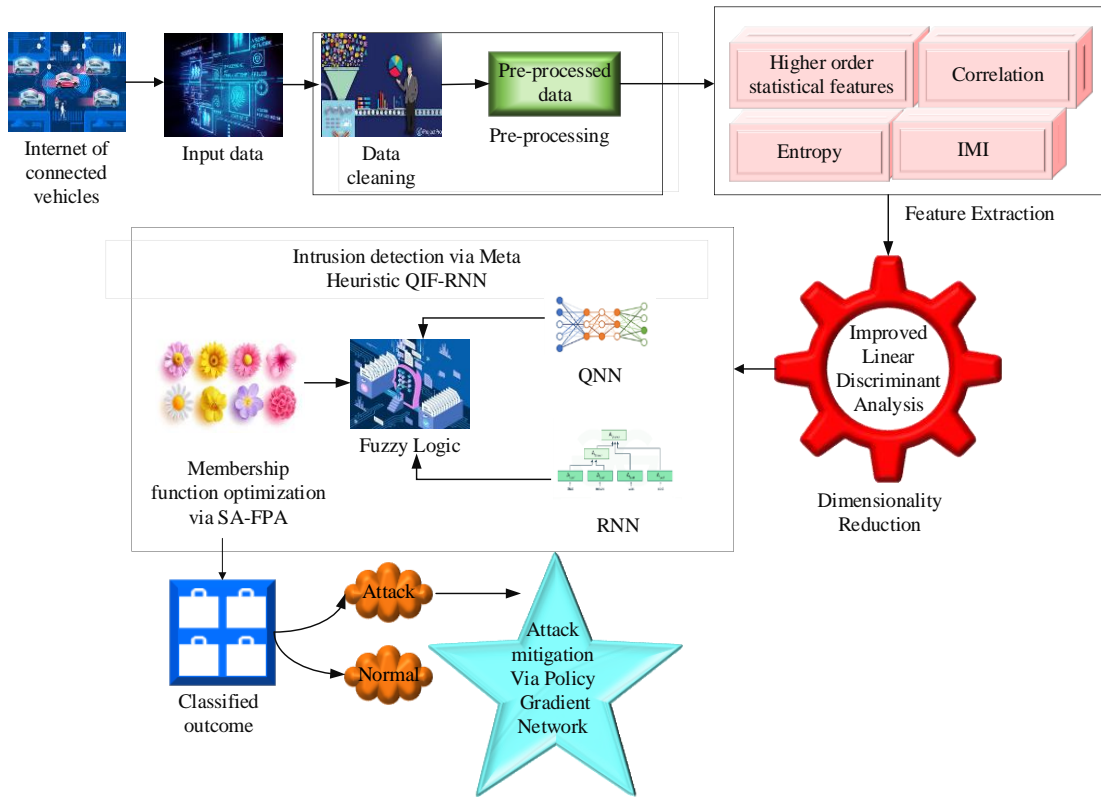 Internet of
connected
vehicles
Input data
Data
cleaning
Pre-processed
data
Pre-processing
Higher order
statistical features
Correlation
Entropy
IMI
Feature Extraction
Improved
Linear
Discriminant
Analysis
Dimensionality
Reduction
Intrusion detection via Meta
Heuristic QIF-RNN
QNN
Fuzzy Logic
RNN
Membership
function optimization
via SA-FPA
Classified
outcome
Attack
Normal
Attack
mitigation
Via Policy
Gradient
Network